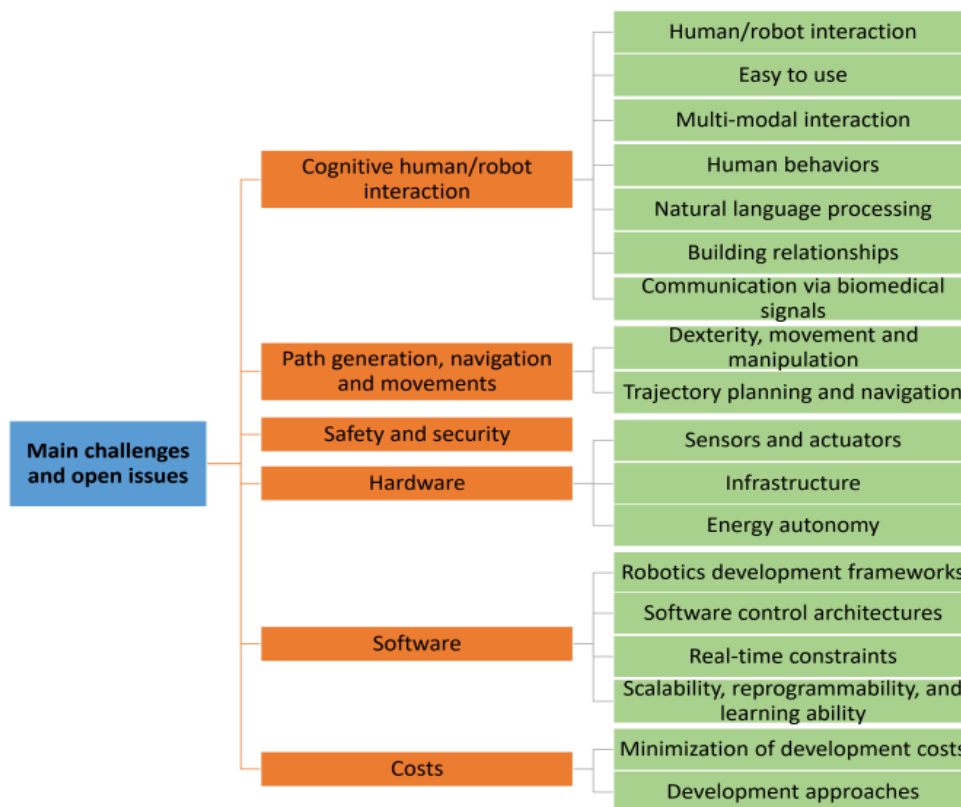 Main challenges
and open issues
Cognitive human/robot
interaction
Human/robot interaction
Easy to use
Multi-modal interaction
Human behaviors
Natural language processing
Building relationships
Communication via biomedical
signals
Path generation, navigation
and movements
Dexterity, movement and
manipulation
Trajectory planning and navigation
Safety and security
Hardware
Sensors and actuators
Infrastructure
Energy autonomy
Software
Robotics development frameworks
Software control architectures
Real-time constraints
Scalability, reprogrammability, and
learning ability
Costs
Minimization of development costs
Development approaches